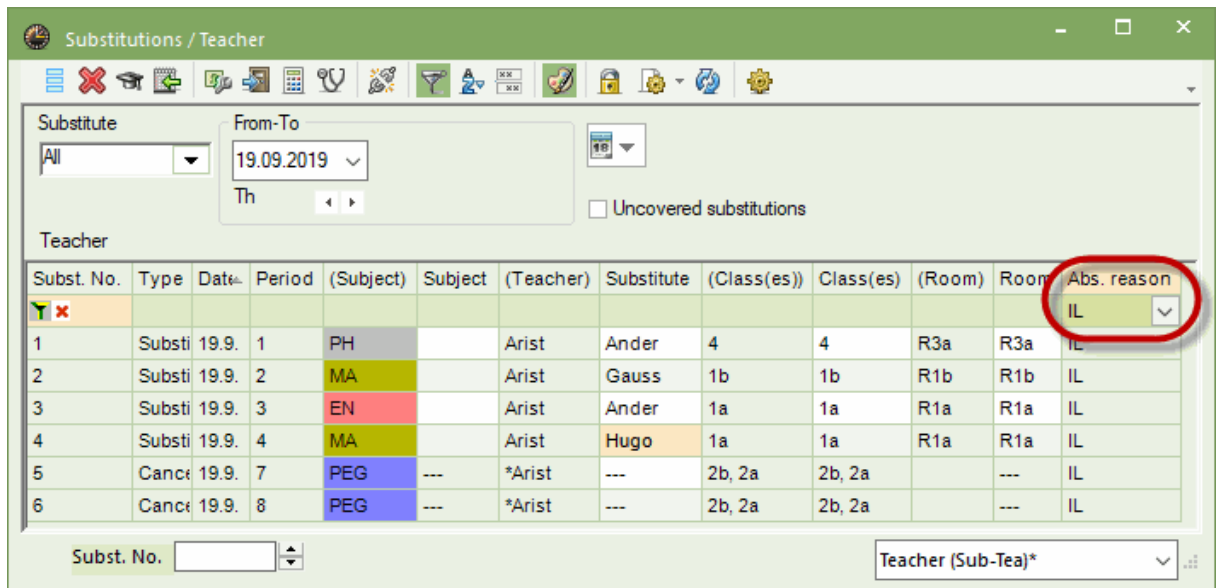 Substitutions / Teacher
Substitute From-To
All 19.09.2019
18
Th
Uncovered substitutions
Teacher
Subst. No. Type Date Period (Subject) Subject (Teacher) Substitute (Class(es)) Class(es) (Room) Room Abs. reason
IL
1 Substi 19.9. 1 PH Arist Ander 4 4 R3a R3a IL
2 Substi 19.9. 2 MA Arist Gauss 1b 1b R1b R1b IL
3 Substi 19.9. 3 EN Arist Ander 1a 1a R1a R1a IL
4 Substi 19.9. 4 MA Arist Hugo 1a 1a R1a R1a IL
5 Cance 19.9. 7 PEG --- *Arist --- 2b, 2a 2b, 2a --- IL
6 Cance 19.9. 8 PEG --- *Arist --- 2b, 2a 2b, 2a --- IL
Subst. No. Teacher (Sub-Tea)*